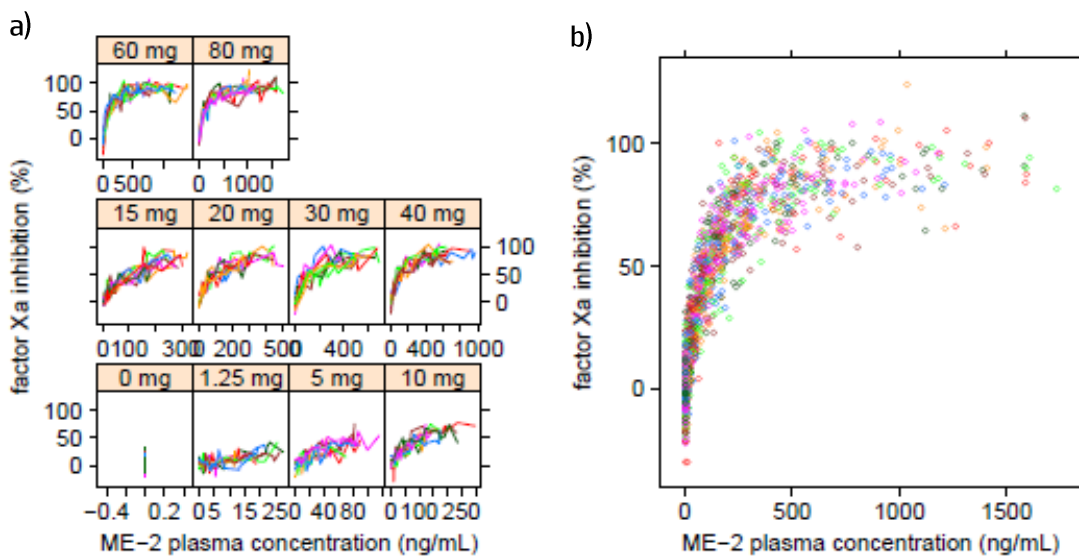 a)
60 mg 80 mg
100
50
0
0 500 0 1000
15 mg 20 mg 30 mg 40 mg
100
50
0
0 100 300 0 200 500 0 400 0 400 1000
0 mg 1.25 mg 5 mg 10 mg
100
50
0
−0.4 0.2 0 5 15 25 0 40 80 0 100 250
factor Xa inhibition (%)
ME−2 plasma concentration (ng/mL)
b)
100
50
0
0 500 1000 1500
factor Xa inhibition (%)
ME−2 plasma concentration (ng/mL)